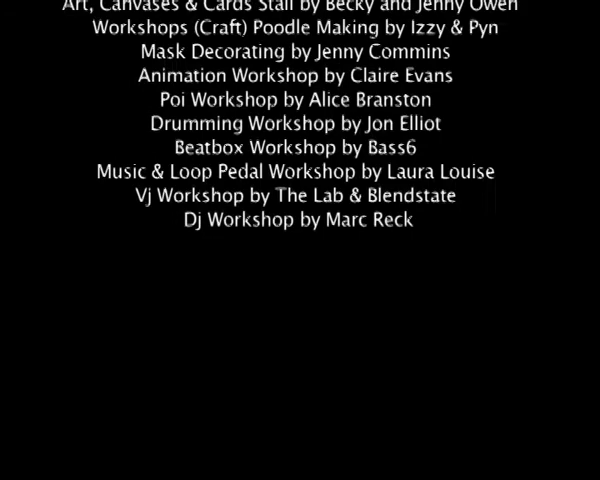 Art, Canvases & Cards Stall by Becky and Jenny Owen
Workshops (Craft) Poodle Making by Izzy & Pyn
Mask Decorating by Jenny Commins
Animation Workshop by Claire Evans
Poi Workshop by Alice Branston
Drumming Workshop by Jon Elliot
Beatbox Workshop by Bass6
Music & Loop Pedal Workshop by Laura Louise
Vj Workshop by The Lab & Blendstate
Dj Workshop by Marc Reck